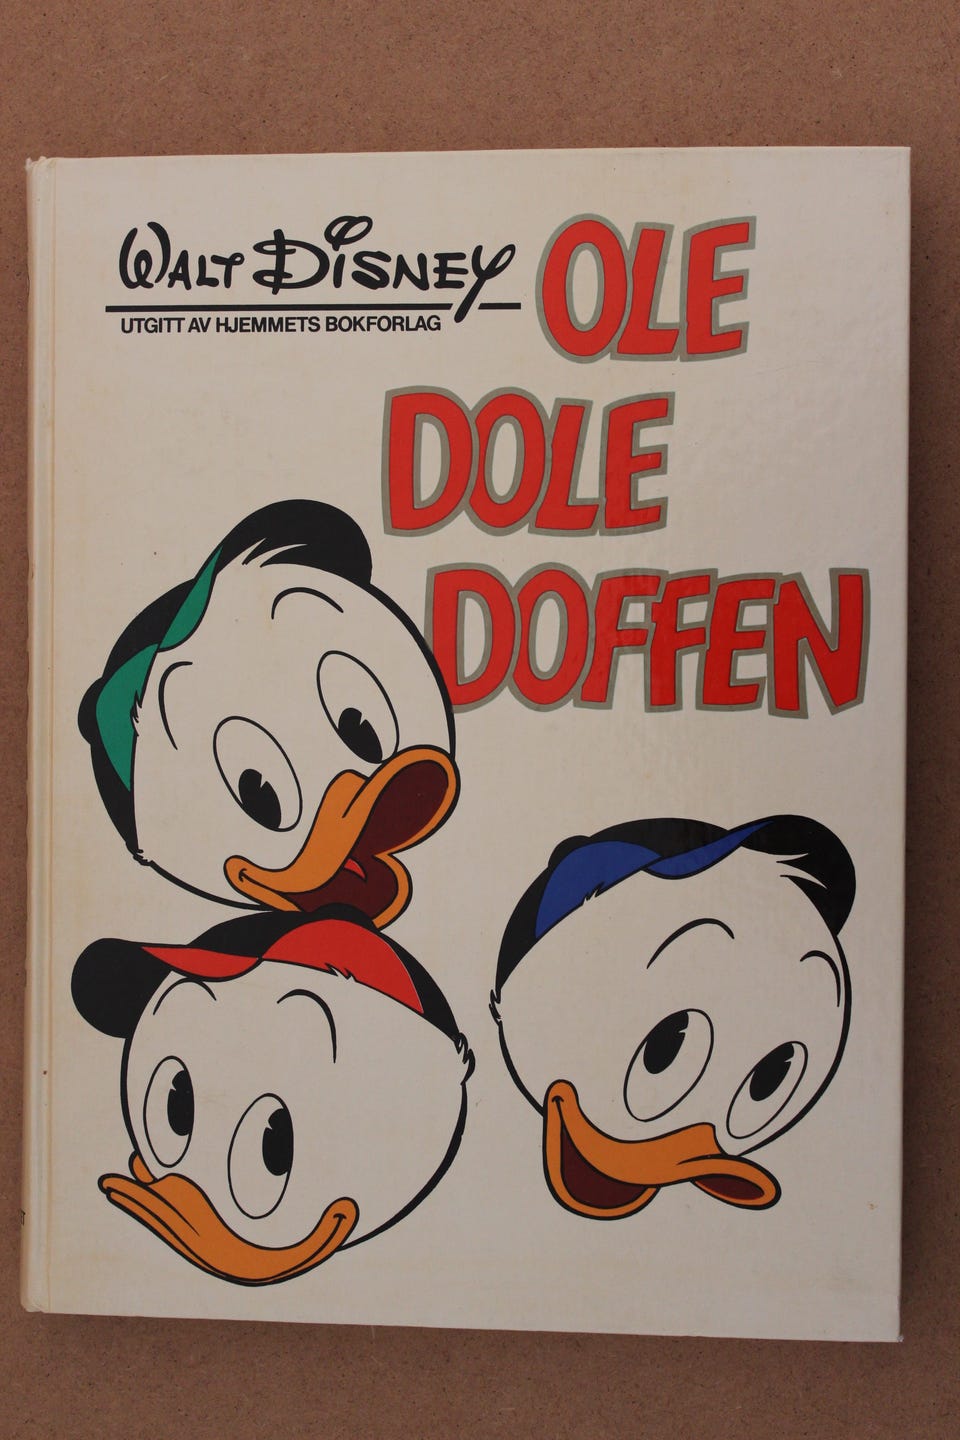 WALT DISNEY
UTGITT AV HJEMMETS BOKFORLAG
OLE
DOLE
DOFFEN